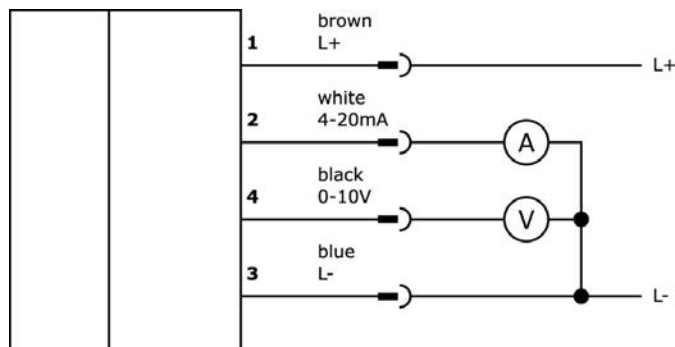 brown
1 L+
L+
white
2 4-20mA
A
black
4 0-10V
V
blue
3 L-
L-